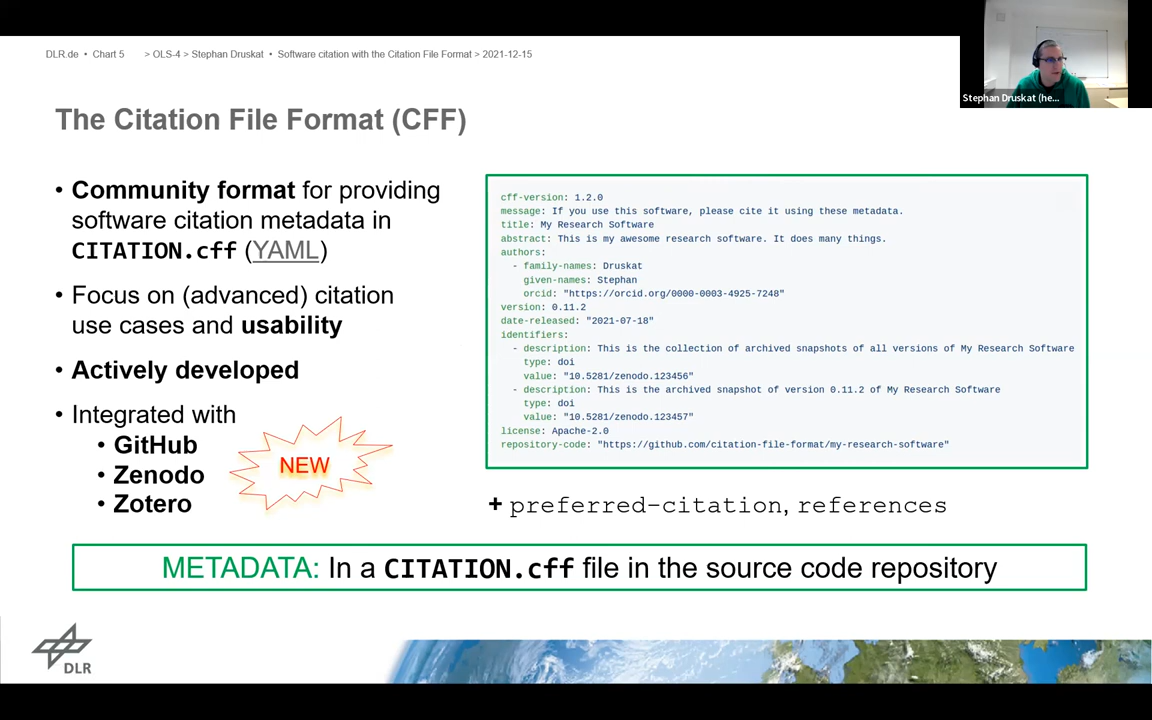 DLR.de • Chart 5 > OLS-4 > Stephan Druskat • Software citation with the Citation File Format > 2021-12-15
Stephan Druskat (he...
The Citation File Format (CFF)
• Community format for providing
software citation metadata in
CITATION.cff (YAML)
• Focus on (advanced) citation
use cases and usability
• Actively developed
• Integrated with
• GitHub
• Zenodo
• Zotero
NEW
cff-version: 1.2.0
message: If you use this software, please cite it using these metadata.
title: My Research Software
abstract: This is my awesome research software. It does many things.
authors:
- family-names: Druskat
given-names: Stephan
orcid: "https://orcid.org/0000-0003-4925-7248"
version: 0.11.2
date-released: "2021-07-18"
identifiers:
- description: This is the collection of archived snapshots of all versions of My Research Software
type: doi
value: "10.5281/zenodo.123456"
- description: This is the archived snapshot of version 0.11.2 of My Research Software
type: doi
value: "10.5281/zenodo.123457"
license: Apache-2.0
repository-code: "https://github.com/citation-file-format/my-research-software"
+ preferred-citation, references
METADATA: In a CITATION.cff file in the source code repository
DLR